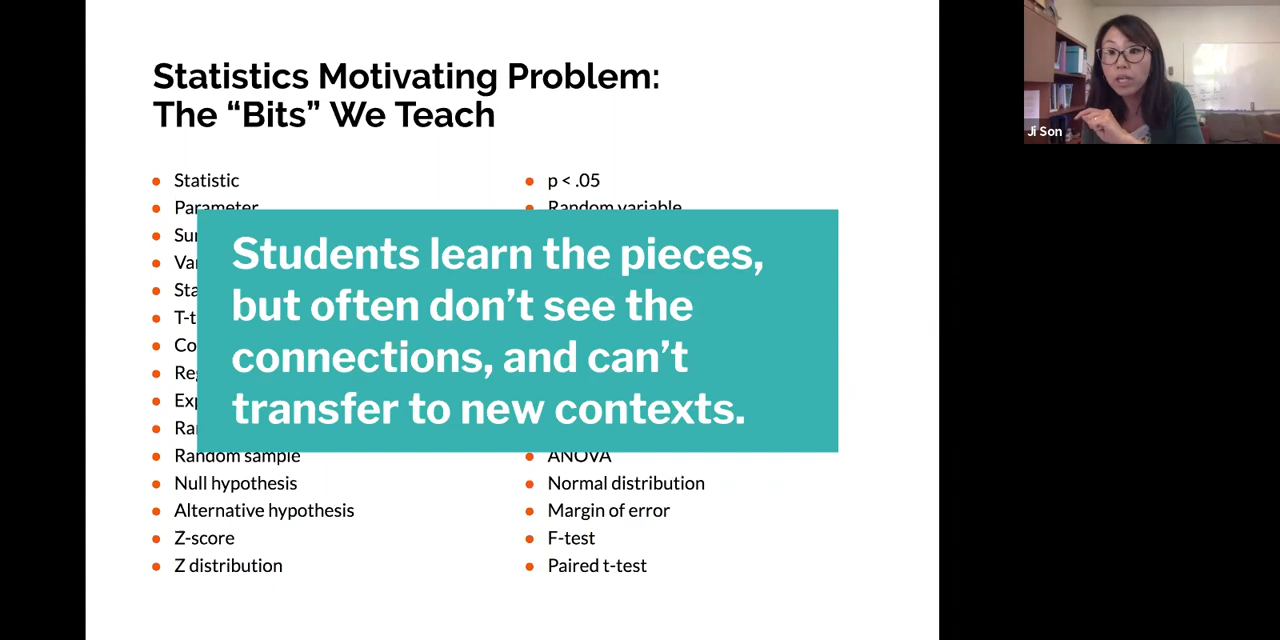 Statistics Motivating Problem:
The “Bits” We Teach
Statistic
Parameter
Z-score
Random sample
Null hypothesis
Alternative hypothesis
Z distribution
p < .05
Random variable
ANOVA
Normal distribution
Margin of error
F-test
Paired t-test
Students learn the pieces,
but often don’t see the
connections, and can’t
transfer to new contexts.
Ji Son